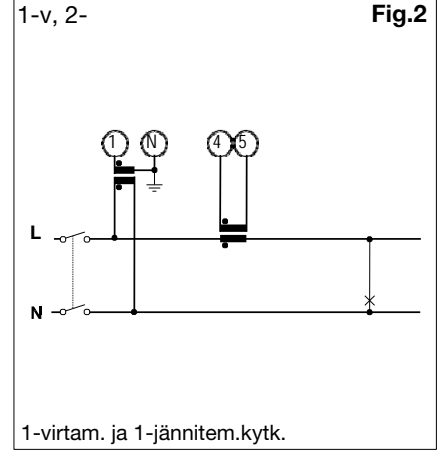 1-v, 2-
Fig.2
1 N 4 5
L
N
1-virtam. ja 1-jännitem.kytk.